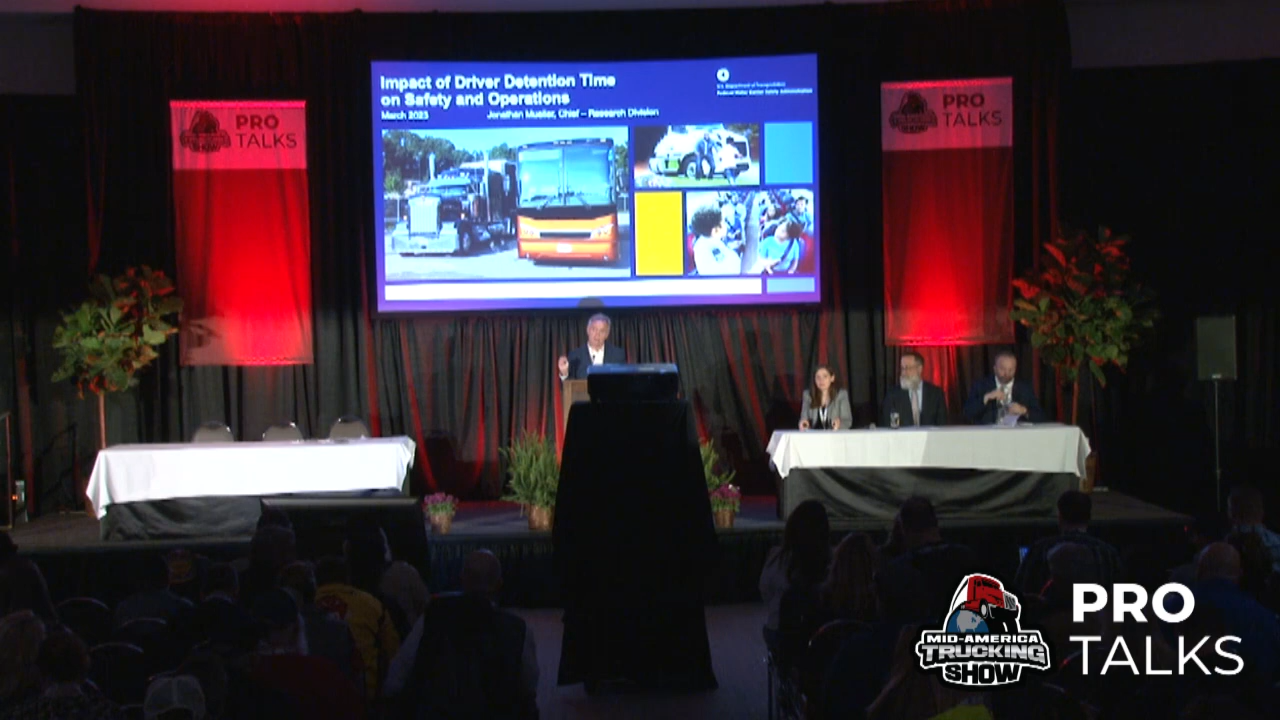 Impact of Driver Detention Time
on Safety and Operations
March 2023 Jonathan Mueller, Chief – Research Division
U.S. Department of Transportation
Federal Motor Carrier Safety Administration
PRO
TALKS
PRO
TALKS
MID-AMERICA
TRUCKING
SHOW
PRO
TALKS